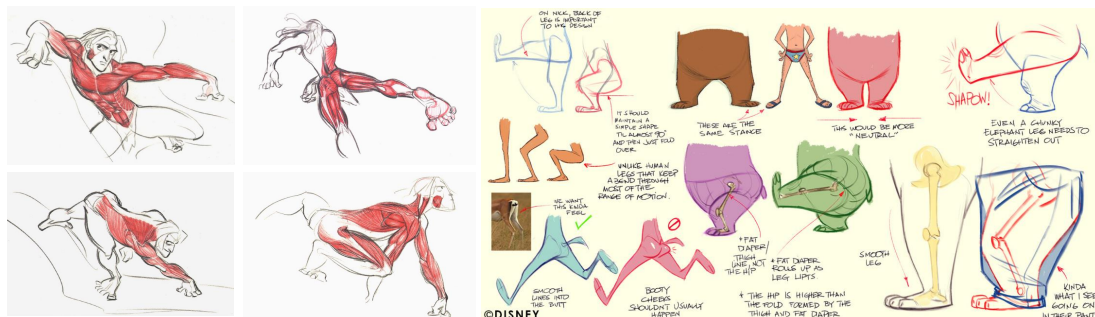 ON NICK, BACK OF
LEG IS IMPORTANT
TO HIS DESIGN
IT SHOULD
MAINTAIN A
SIMPLE SHAPE
'TIL ALMOST 90°
AND THEN JUST FOLD
OVER
UNLIKE HUMAN
LEGS THAT KEEP
A BEND THROUGH
MOST OF THE
RANGE OF MOTION.
WE WANT
THIS KINDA
FEEL
SMOOTH
LINES INTO
THE BUTT
BOOTY
CHEEKS
SHOULDN'T USUALLY
HAPPEN
THESE ARE THE
SAME STANCE
THIS WOULD BE MORE
"NEUTRAL"
SHAPOW!
EVEN A CHUNKY
ELEPHANT LEG NEEDS TO
STRAIGHTEN OUT
+ FAT
DIAPER/
THIGH
LINE, NOT
THE HIP
+ FAT DIAPER
ROLLS UP AS
LEG LIFTS
+ THE HIP IS HIGHER THAN
THE FOLD FORMED BY THE
THIGH AND FAT DIAPER
SMOOTH
LEG
KINDA
WHAT I SEE
GOING ON
IN THEIR PANT
©DISNEY